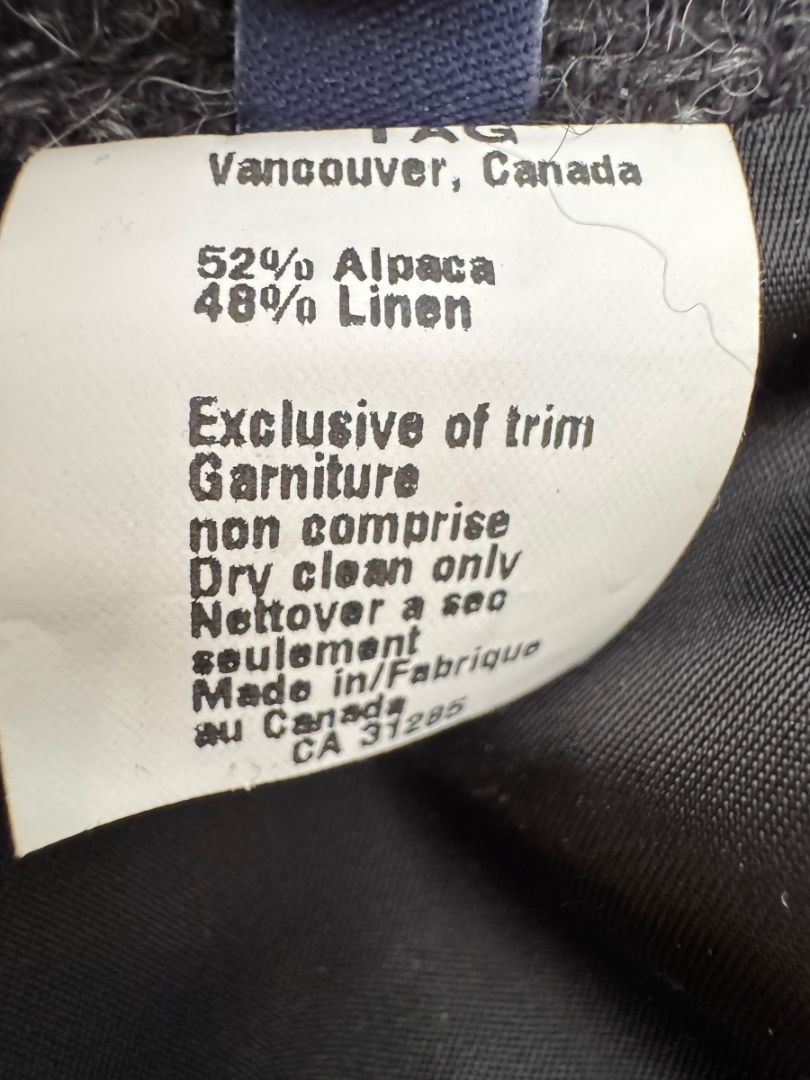 TAG
Vancouver, Canada
52% Alpaca
48% Linen
Exclusive of trim
Garniture
non comprise
Dry clean only
Nettoyer a sec
seulement
Made in/Fabrique
au Canada
CA 31285